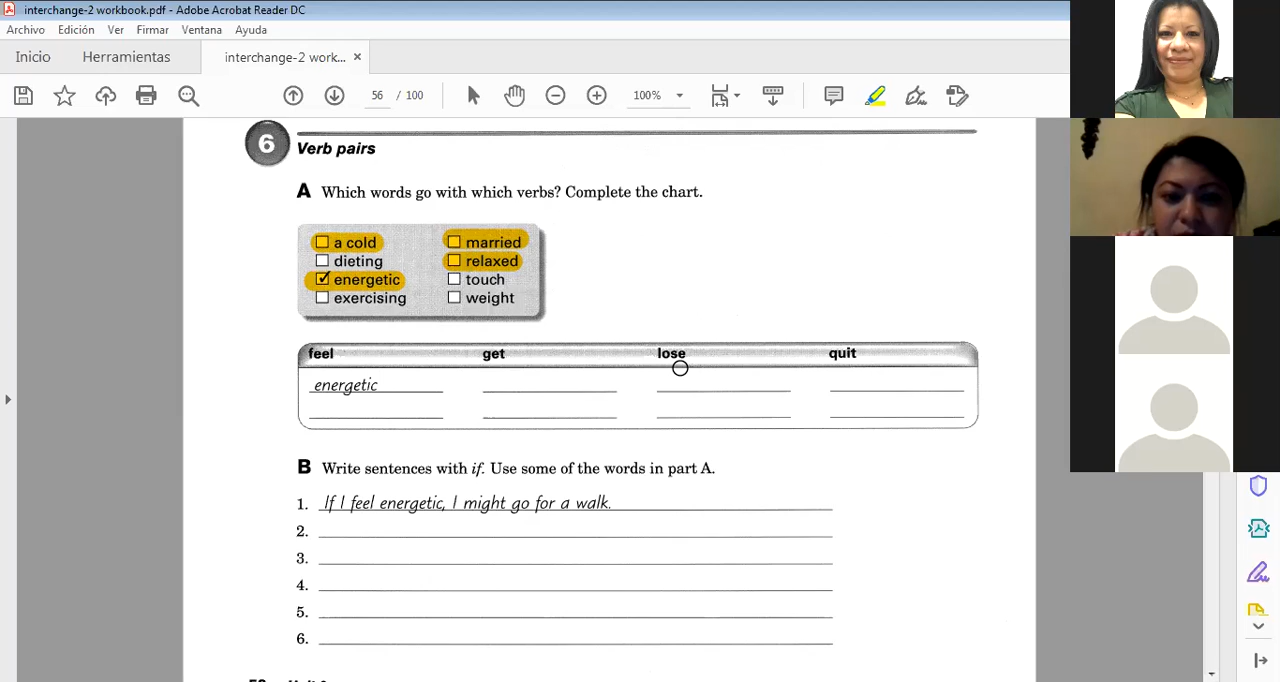 interchange-2 workbook.pdf - Adobe Acrobat Reader DC
Archivo Edición Ver Firmar Ventana Ayuda
Inicio Herramientas interchange-2 work... ×
56 / 100 100%
6 Verb pairs
A Which words go with which verbs? Complete the chart.
a cold married
dieting relaxed
energetic touch
exercising weight
feel get lose quit
energetic
B Write sentences with if. Use some of the words in part A.
1. If I feel energetic, I might go for a walk.
2.
3.
4.
5.
6.